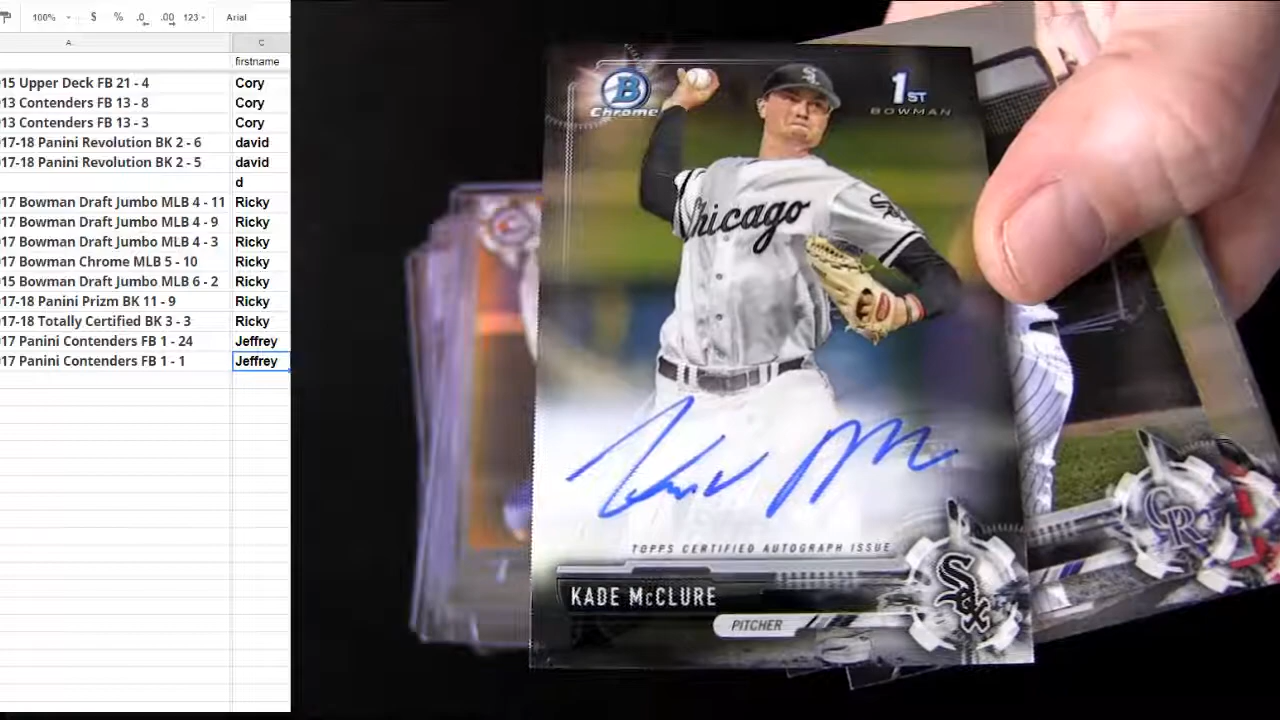 100%
$
%
.0
.00
123
Arial
A
C
firstname
015 Upper Deck FB 21 - 4 Cory
013 Contenders FB 13 - 8 Cory
013 Contenders FB 13 - 3 Cory
17-18 Panini Revolution BK 2 - 6 david
17-18 Panini Revolution BK 2 - 5 david
d
17 Bowman Draft Jumbo MLB 4 - 11 Ricky
17 Bowman Draft Jumbo MLB 4 - 9 Ricky
17 Bowman Draft Jumbo MLB 4 - 3 Ricky
17 Bowman Chrome MLB 5 - 10 Ricky
15 Bowman Draft Jumbo MLB 6 - 2 Ricky
17-18 Panini Prizm BK 11 - 9 Ricky
17-18 Totally Certified BK 3 - 3 Ricky
17 Panini Contenders FB 1 - 24 Jeffrey
17 Panini Contenders FB 1 - 1 Jeffrey
B
Chrome
1ST
BOWMAN
Sox
Chicago
Sox
TOPPS CERTIFIED AUTOGRAPH ISSUE
KADE McCLURE
PITCHER
Sox
CR